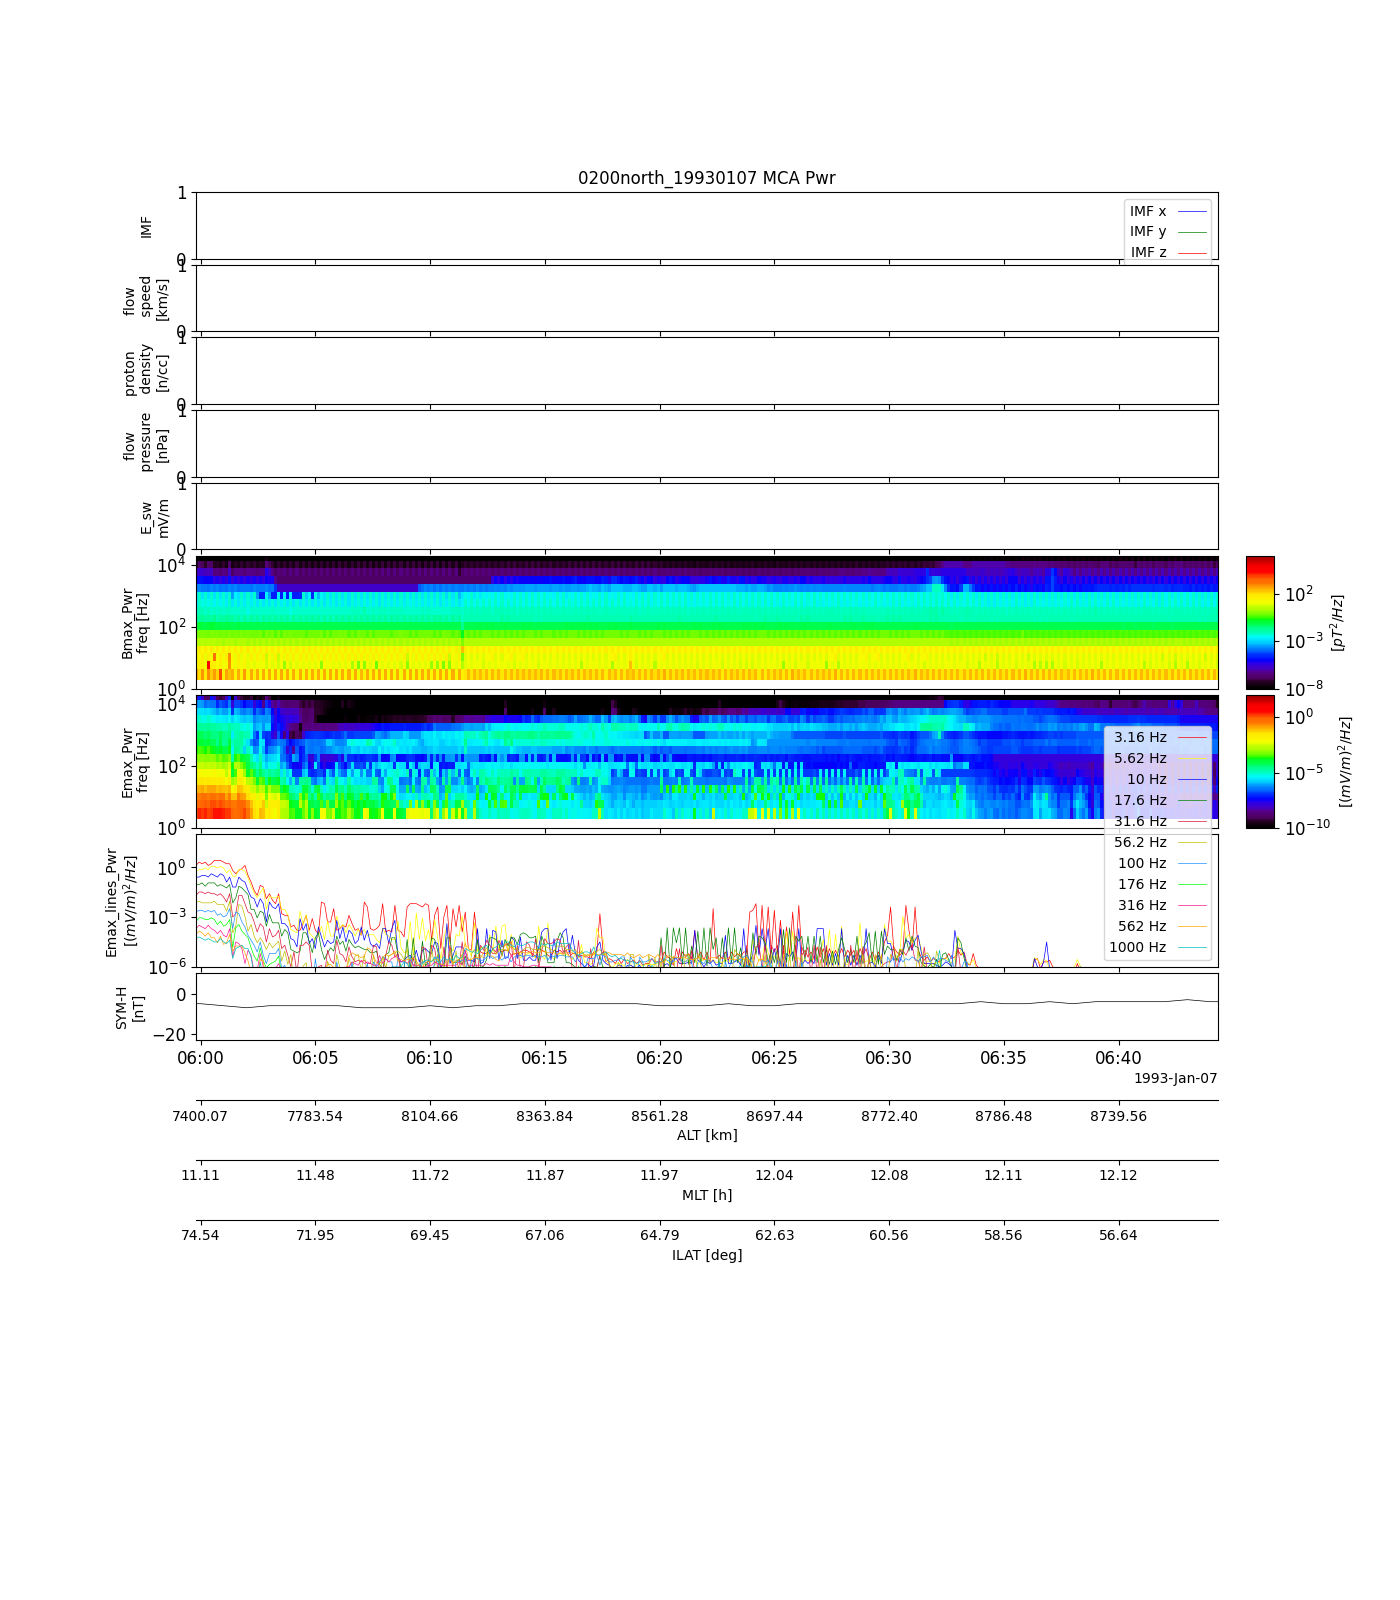 0200north_19930107 MCA Pwr
1
0
IMF
IMF x
IMF y
IMF z
1
0
flow
speed
[km/s]
1
0
proton
density
[n/cc]
1
0
flow
pressure
[nPa]
1
0
E_sw
mV/m
10^4
10^2
10^0
Bmax_Pwr
freq [Hz]
10^2
10^-3
10^-8
[pT^2/Hz]
10^4
10^2
10^0
Emax_Pwr
freq [Hz]
10^0
10^-5
10^-10
[(mV/m)^2/Hz]
3.16 Hz
5.62 Hz
10 Hz
17.6 Hz
31.6 Hz
56.2 Hz
100 Hz
176 Hz
316 Hz
562 Hz
1000 Hz
10^0
10^-3
10^-6
Emax_lines_Pwr
[(mV/m)^2/Hz]
0
−20
SYM-H
[nT]
06:00 06:05 06:10 06:15 06:20 06:25 06:30 06:35 06:40
1993-Jan-07
7400.07 7783.54 8104.66 8363.84 8561.28 8697.44 8772.40 8786.48 8739.56
ALT [km]
11.11 11.48 11.72 11.87 11.97 12.04 12.08 12.11 12.12
MLT [h]
74.54 71.95 69.45 67.06 64.79 62.63 60.56 58.56 56.64
ILAT [deg]